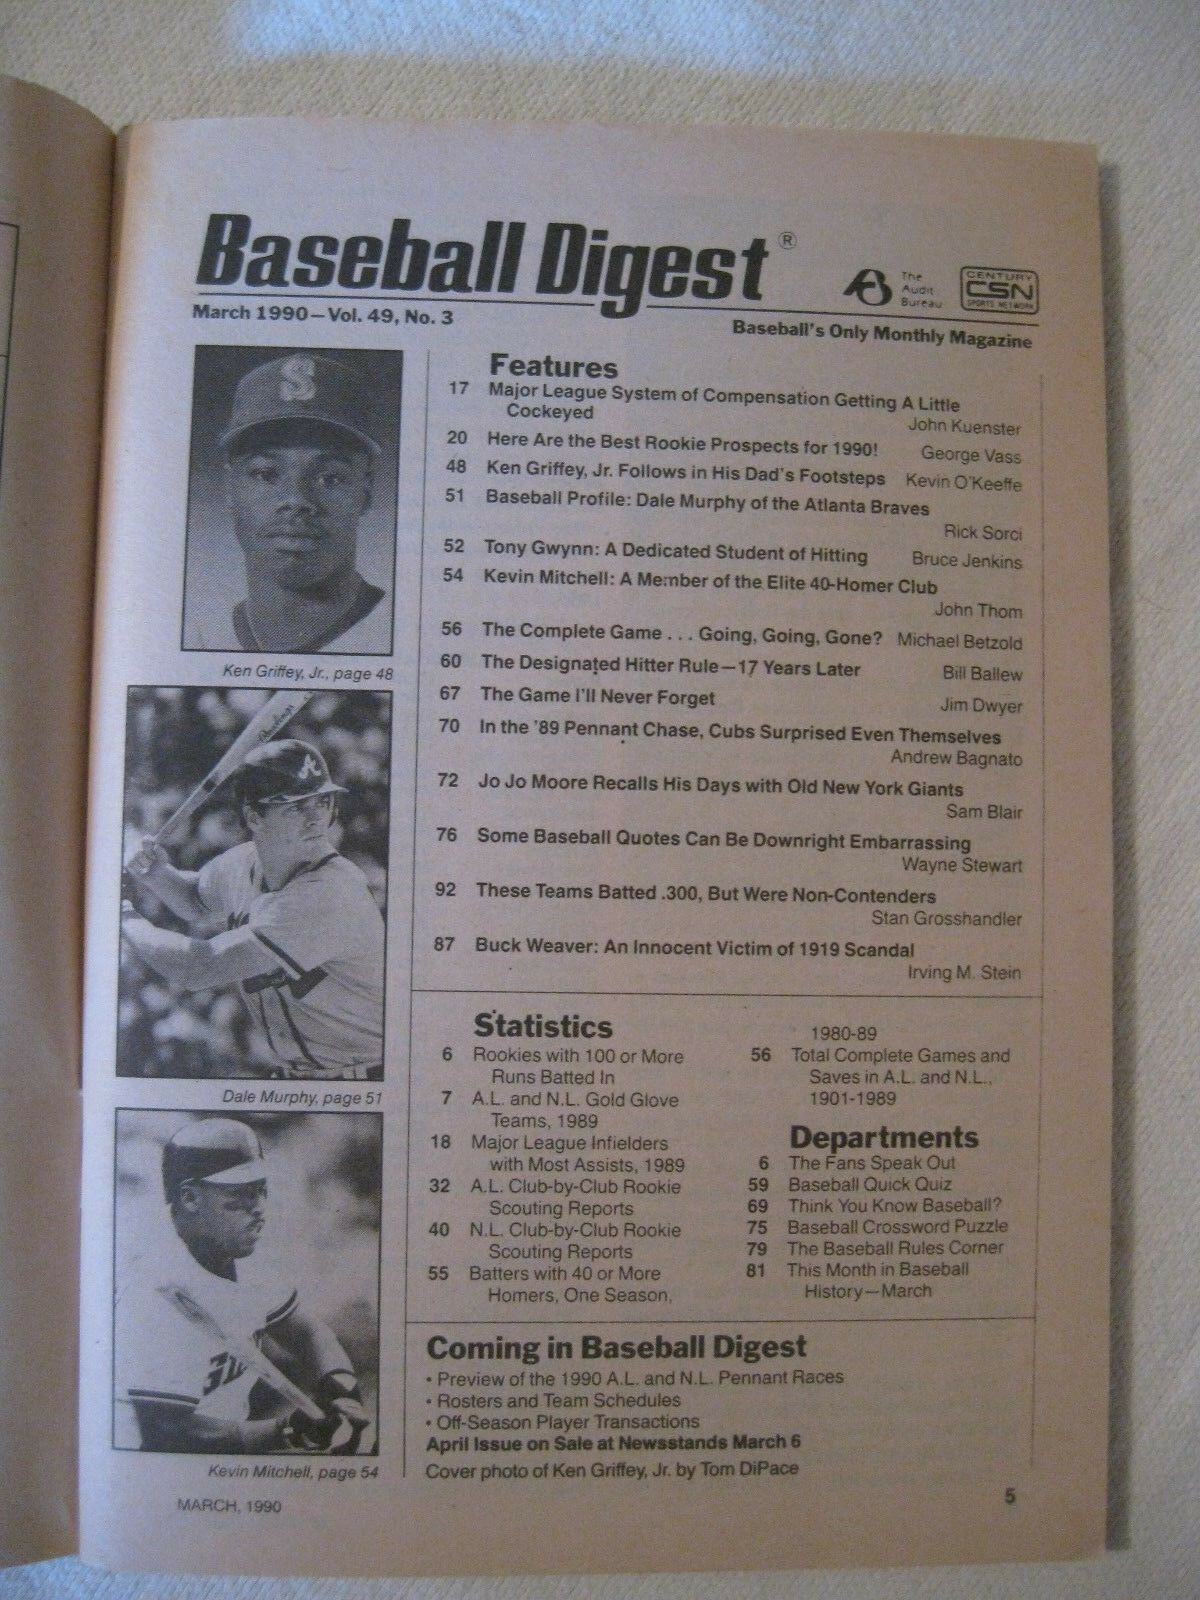 Baseball Digest ®
The
Audit
Bureau
CENTURY
CSN
SPORTS NETWORK
March 1990—Vol. 49, No. 3
Baseball's Only Monthly Magazine
Ken Griffey, Jr., page 48
Rawlings
A
Dale Murphy, page 51
Kevin Mitchell, page 54
Features
17 Major League System of Compensation Getting A Little
Cockeyed
John Kuenster
20 Here Are the Best Rookie Prospects for 1990! George Vass
48 Ken Griffey, Jr. Follows in His Dad's Footsteps Kevin O'Keeffe
51 Baseball Profile: Dale Murphy of the Atlanta Braves
Rick Sorci
52 Tony Gwynn: A Dedicated Student of Hitting Bruce Jenkins
54 Kevin Mitchell: A Member of the Elite 40-Homer Club
John Thom
56 The Complete Game . . . Going, Going, Gone? Michael Betzold
60 The Designated Hitter Rule—17 Years Later Bill Ballew
67 The Game I'll Never Forget Jim Dwyer
70 In the '89 Pennant Chase, Cubs Surprised Even Themselves
Andrew Bagnato
72 Jo Jo Moore Recalls His Days with Old New York Giants
Sam Blair
76 Some Baseball Quotes Can Be Downright Embarrassing
Wayne Stewart
92 These Teams Batted .300, But Were Non-Contenders
Stan Grosshandler
87 Buck Weaver: An Innocent Victim of 1919 Scandal
Irving M. Stein
Statistics
6 Rookies with 100 or More
Runs Batted In
7 A.L. and N.L. Gold Glove
Teams, 1989
18 Major League Infielders
with Most Assists, 1989
32 A.L. Club-by-Club Rookie
Scouting Reports
40 N.L. Club-by-Club Rookie
Scouting Reports
55 Batters with 40 or More
Homers, One Season,
1980-89
56 Total Complete Games and
Saves in A.L. and N.L.,
1901-1989
Departments
6 The Fans Speak Out
59 Baseball Quick Quiz
69 Think You Know Baseball?
75 Baseball Crossword Puzzle
79 The Baseball Rules Corner
81 This Month in Baseball
History—March
Coming in Baseball Digest
• Preview of the 1990 A.L. and N.L. Pennant Races
• Rosters and Team Schedules
• Off-Season Player Transactions
April Issue on Sale at Newsstands March 6
Cover photo of Ken Griffey, Jr. by Tom DiPace
MARCH, 1990
5